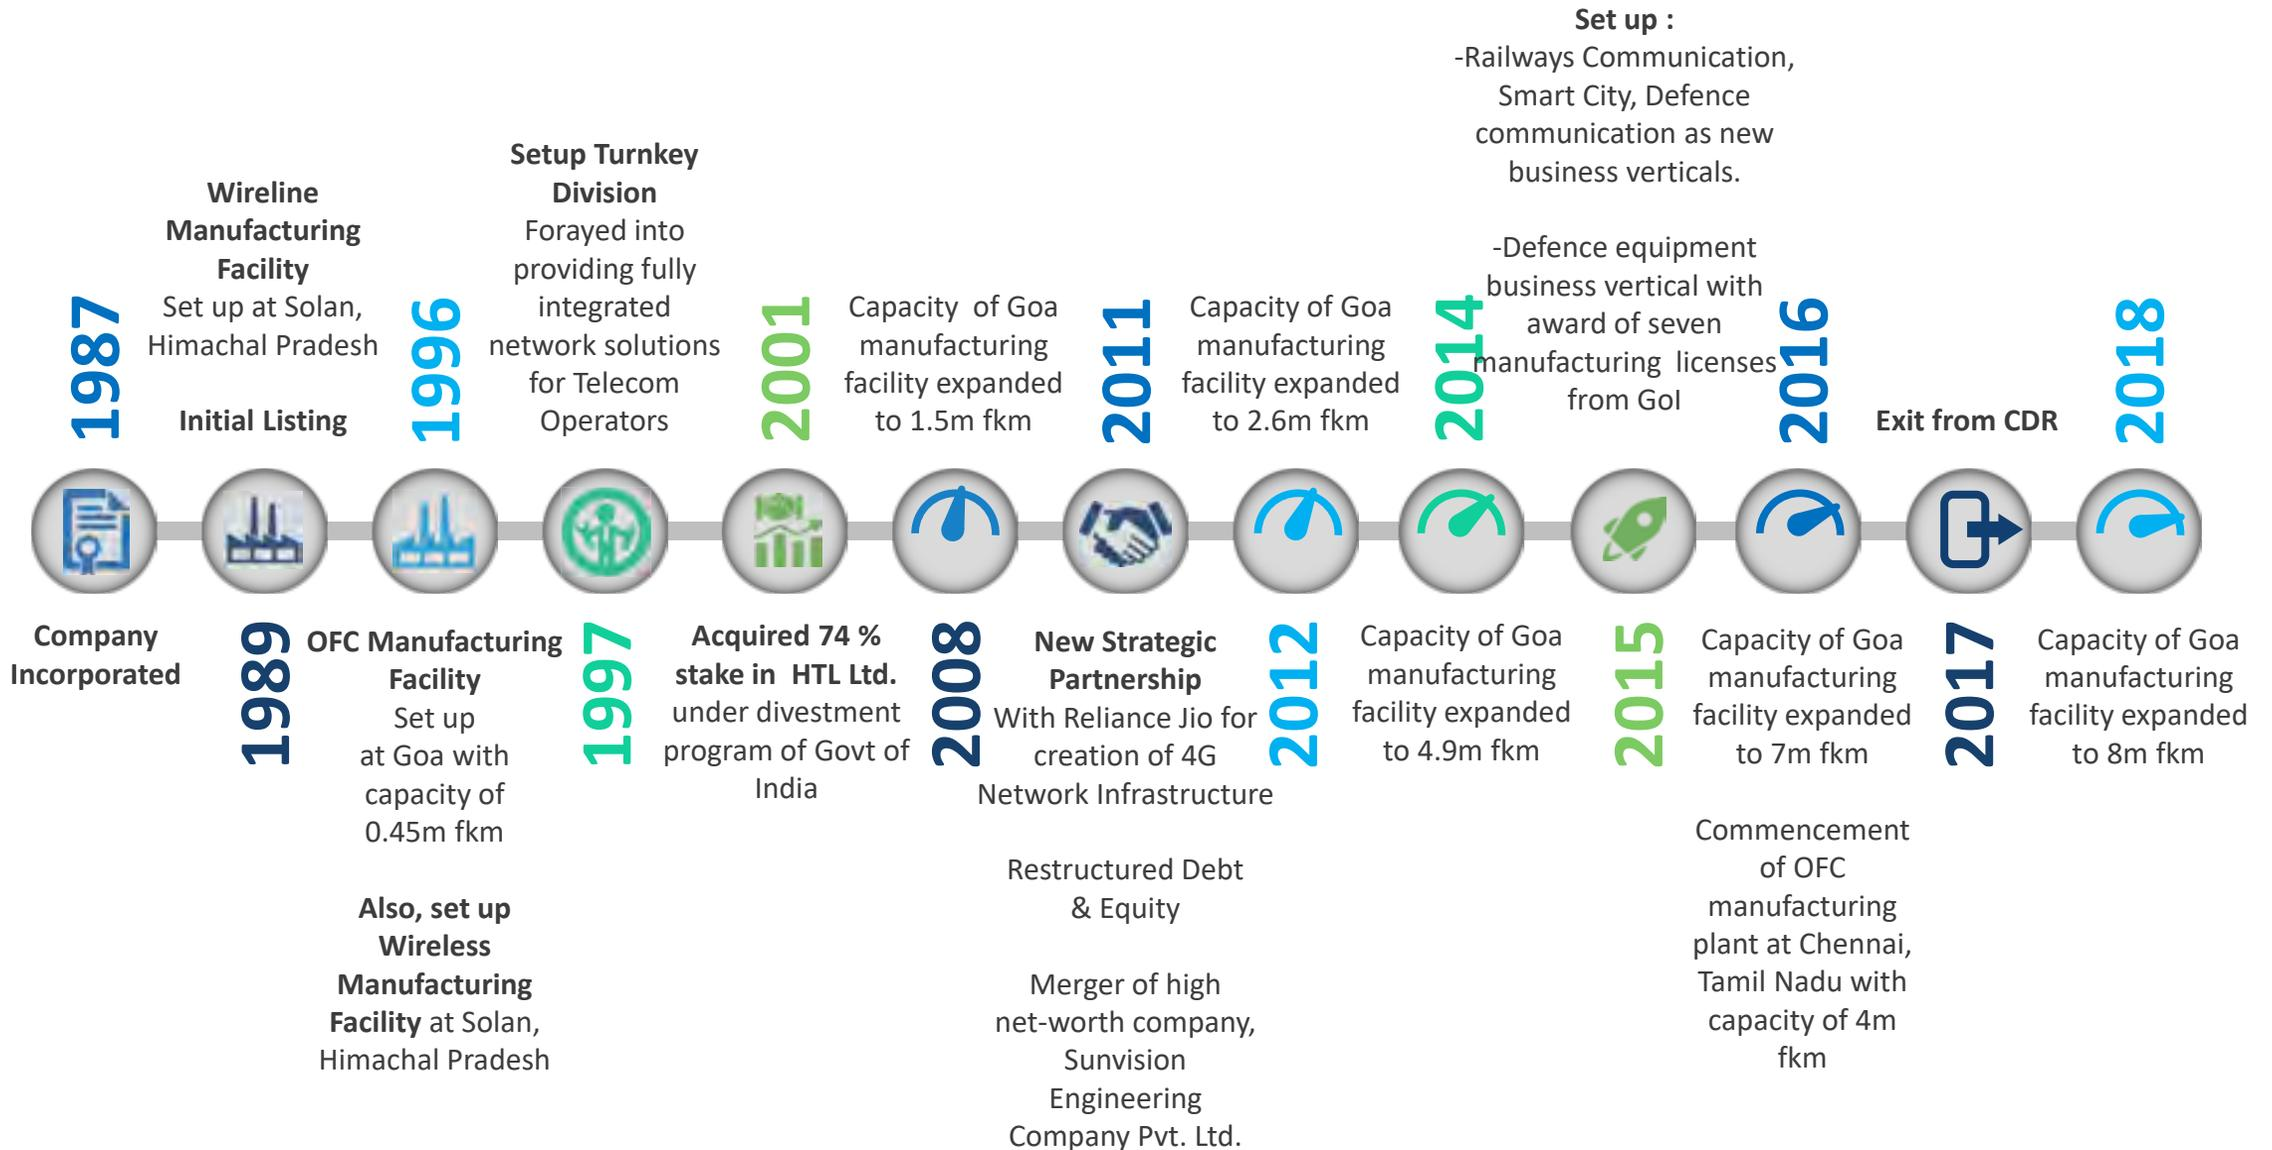 1987
Company
Incorporated
Wireline
Manufacturing
Facility
Set up at Solan,
Himachal Pradesh
Initial Listing
1989
1996
OFC Manufacturing
Facility
Set up
at Goa with
capacity of
0.45m fkm
Also, set up
Wireless
Manufacturing
Facility at Solan,
Himachal Pradesh
Setup Turnkey
Division
Forayed into
providing fully
integrated
network solutions
for Telecom
Operators
1997
2001
Acquired 74 %
stake in HTL Ltd.
under divestment
program of Govt of
India
Capacity of Goa
manufacturing
facility expanded
to 1.5m fkm
2008
2011
New Strategic
Partnership
With Reliance Jio for
creation of 4G
Network Infrastructure
Restructured Debt
& Equity
Merger of high
net-worth company,
Sunvision
Engineering
Company Pvt. Ltd.
Capacity of Goa
manufacturing
facility expanded
to 2.6m fkm
2012
2014
Capacity of Goa
manufacturing
facility expanded
to 4.9m fkm
Set up :
-Railways Communication,
Smart City, Defence
communication as new
business verticals.
-Defence equipment
business vertical with
award of seven
manufacturing licenses
from GoI
2015
2016
Capacity of Goa
manufacturing
facility expanded
to 7m fkm
Commencement
of OFC
manufacturing
plant at Chennai,
Tamil Nadu with
capacity of 4m
fkm
Exit from CDR
2017
2018
Capacity of Goa
manufacturing
facility expanded
to 8m fkm